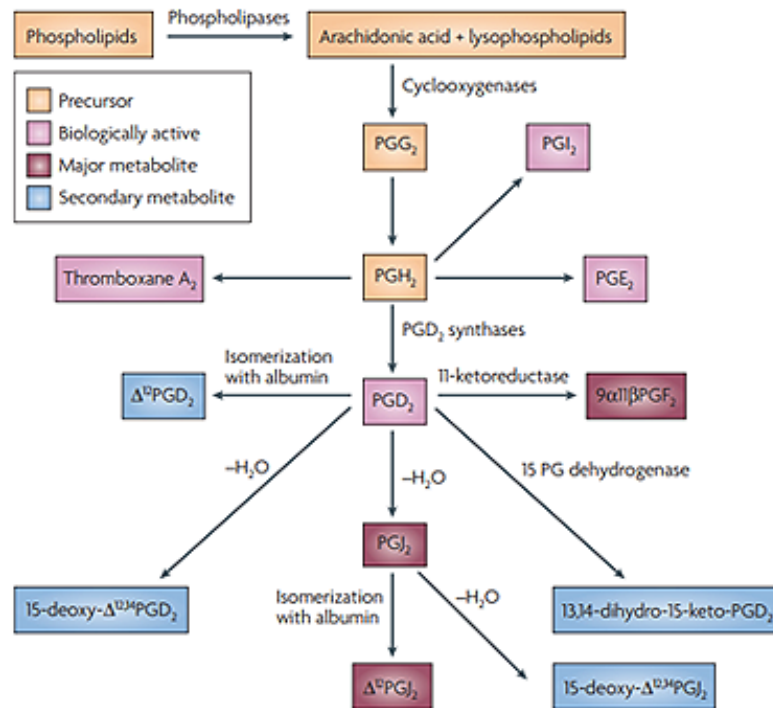 Phospholipids
Phospholipases
Arachidonic acid + lysophospholipids
Cyclooxygenases
Precursor
Biologically active
Major metabolite
Secondary metabolite
PGG₂
PGI₂
Thromboxane A₂
PGH₂
PGE₂
PGD₂ synthases
Isomerization
with albumin
11-ketoreductase
Δ¹²PGD₂
PGD₂
9α11βPGF₂
–H₂O
–H₂O
15 PG dehydrogenase
PGJ₂
15-deoxy-Δ¹²,¹⁴PGD₂
Isomerization
with albumin
–H₂O
13,14-dihydro-15-keto-PGD₂
Δ¹²PGJ₂
15-deoxy-Δ¹²,¹⁴PGJ₂